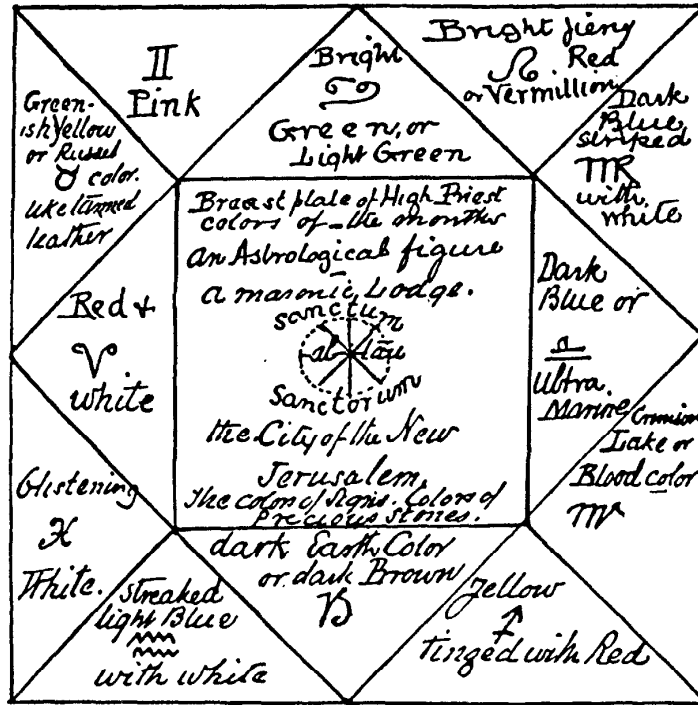 ♊
Pink
Bright
♋
Green, or
Light Green
Bright fiery
♌ Red
or Vermillion
Dark
Blue
striped
♍
with
white
Green-
ish Yellow
or Russet
♉ color.
like tanned
leather
Breast plate of High Priest
colors of the months
an Astrological figure
a masonic Lodge.
Sanctum
Sanctorum
the City of the New
Jerusalem.
The colors of Signs. Colors of
Precious Stones.
Red &
♈
white
Dark
Blue or
♎
Ultra
Marine
Crimson
Lake or
Blood color
♏
Glistening
♓
White.
streaked
light Blue
♒
with white
dark Earth Color
or dark Brown
♑
Yellow
♐
tinged with Red